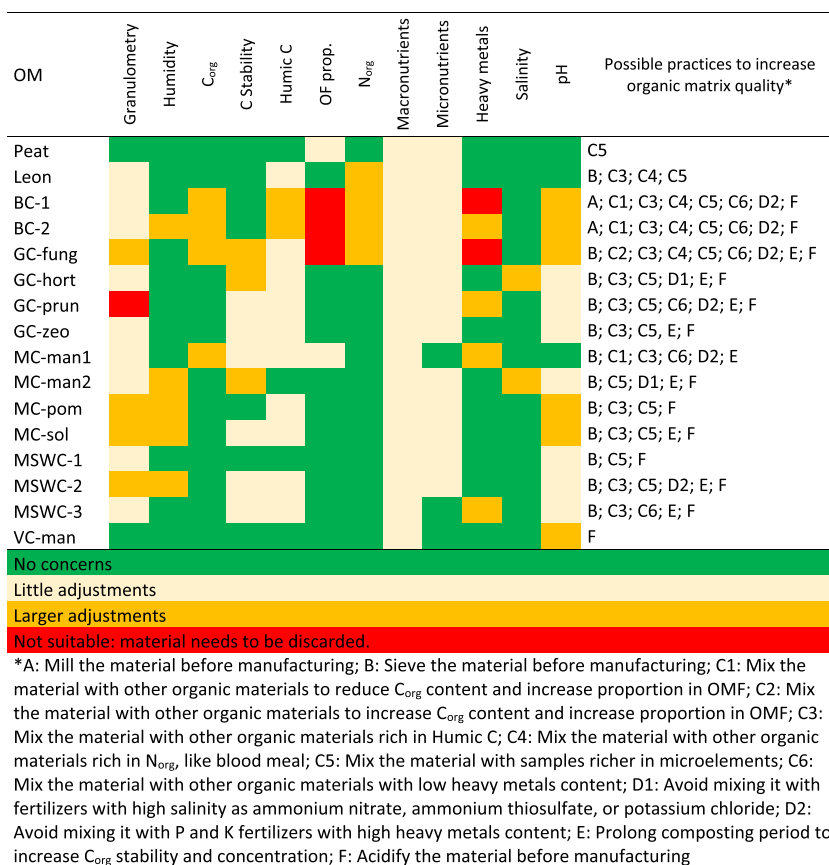 OM
Granulometry
Humidity
Corg
C Stability
Humic C
OF prop.
Norg
Macronutrients
Micronutrients
Heavy metals
Salinity
pH
Possible practices to increase
organic matrix quality*
Peat C5
Leon B; C3; C4; C5
BC-1 A; C1; C3; C4; C5; C6; D2; F
BC-2 A; C1; C3; C4; C5; C6; D2; F
GC-fung B; C2; C3; C4; C5; C6; D2; E; F
GC-hort B; C3; C5; D1; E; F
GC-prun B; C3; C5; C6; D2; E; F
GC-zeo B; C3; C5, E; F
MC-man1 B; C1; C3; C6; D2; E
MC-man2 B; C5; D1; E; F
MC-pom B; C3; C5; F
MC-sol B; C3; C5; E; F
MSWC-1 B; C5; F
MSWC-2 B; C3; C5; D2; E; F
MSWC-3 B; C3; C6; E; F
VC-man F
No concerns
Little adjustments
Larger adjustments
Not suitable: material needs to be discarded.
*A: Mill the material before manufacturing; B: Sieve the material before manufacturing; C1: Mix the
material with other organic materials to reduce Corg content and increase proportion in OMF; C2: Mix
the material with other organic materials to increase Corg content and increase proportion in OMF; C3:
Mix the material with other organic materials rich in Humic C; C4: Mix the material with other organic
materials rich in Norg, like blood meal; C5: Mix the material with samples richer in microelements; C6:
Mix the material with other organic materials with low heavy metals content; D1: Avoid mixing it with
fertilizers with high salinity as ammonium nitrate, ammonium thiosulfate, or potassium chloride; D2:
Avoid mixing it with P and K fertilizers with high heavy metals content; E: Prolong composting period to
increase Corg stability and concentration; F: Acidify the material before manufacturing